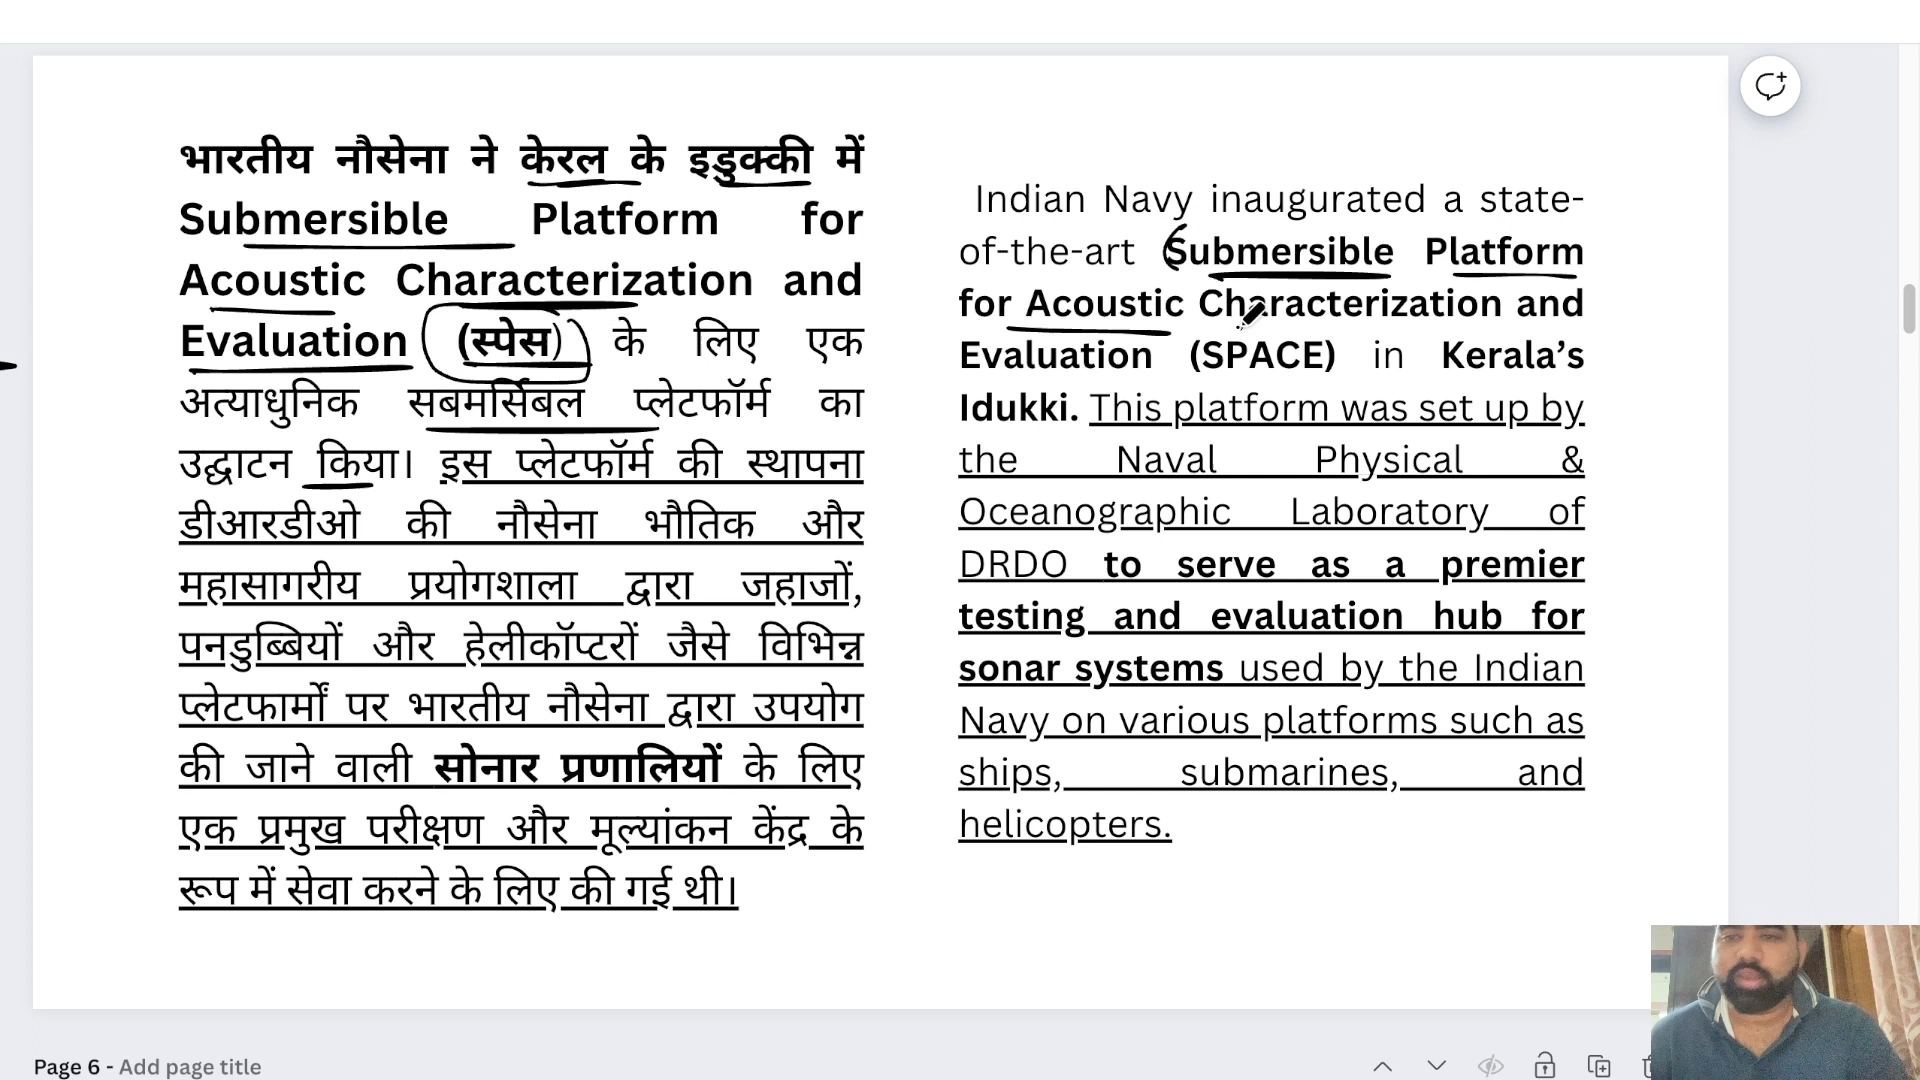 भारतीय नौसेना ने केरल के इडुक्की में
Submersible Platform for
Acoustic Characterization and
Evaluation (स्पेस) के लिए एक
अत्याधुनिक सबमर्सिबल प्लेटफॉर्म का
उद्घाटन किया। इस प्लेटफॉर्म की स्थापना
डीआरडीओ की नौसेना भौतिक और
महासागरीय प्रयोगशाला द्वारा जहाजों,
पनडुब्बियों और हेलीकॉप्टरों जैसे विभिन्न
प्लेटफार्मों पर भारतीय नौसेना द्वारा उपयोग
की जाने वाली सोनार प्रणालियों के लिए
एक प्रमुख परीक्षण और मूल्यांकन केंद्र के
रूप में सेवा करने के लिए की गई थी।
Indian Navy inaugurated a state-
of-the-art (Submersible Platform
for Acoustic Characterization and
Evaluation (SPACE) in Kerala’s
Idukki. This platform was set up by
the Naval Physical &
Oceanographic Laboratory of
DRDO to serve as a premier
testing and evaluation hub for
sonar systems used by the Indian
Navy on various platforms such as
ships, submarines, and
helicopters.
Page 6 - Add page title